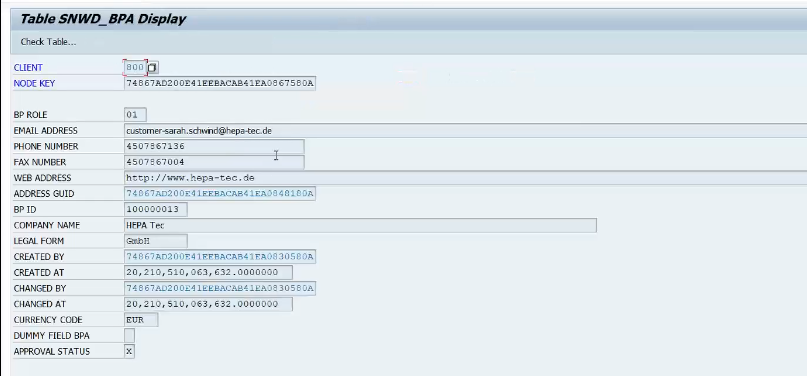 Table SNWD_BPA Display
Check Table...
CLIENT 800
NODE KEY 74867AD200E41EEBACAB41EA0867580A
BP ROLE 01
EMAIL ADDRESS customer-sarah.schwind@hepa-tec.de
PHONE NUMBER 4507867136
FAX NUMBER 4507867004
WEB ADDRESS http://www.hepa-tec.de
ADDRESS GUID 74867AD200E41EEBACAB41EA0848180A
BP ID 100000013
COMPANY NAME HEPA Tec
LEGAL FORM GmbH
CREATED BY 74867AD200E41EEBACAB41EA0830580A
CREATED AT 20,210,510,063,632.0000000
CHANGED BY 74867AD200E41EEBACAB41EA0830580A
CHANGED AT 20,210,510,063,632.0000000
CURRENCY CODE EUR
DUMMY FIELD BPA
APPROVAL STATUS X